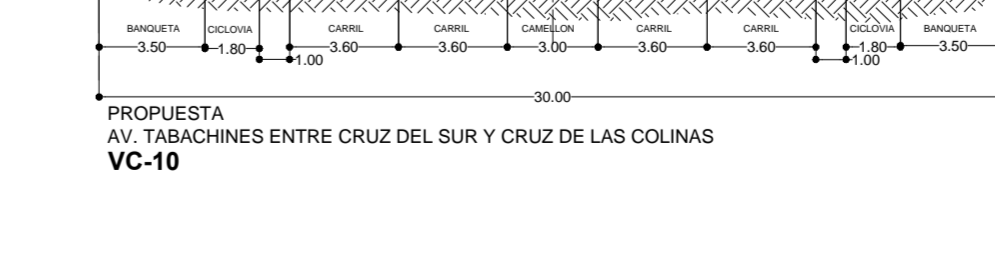 BANQUETA CICLOVIA CARRIL CARRIL CAMELLON CARRIL CARRIL CICLOVIA BANQUETA
3.50 1.80 3.60 3.60 3.00 3.60 3.60 1.80 3.50
1.00 1.00
30.00
PROPUESTA
AV. TABACHINES ENTRE CRUZ DEL SUR Y CRUZ DE LAS COLINAS
VC-10